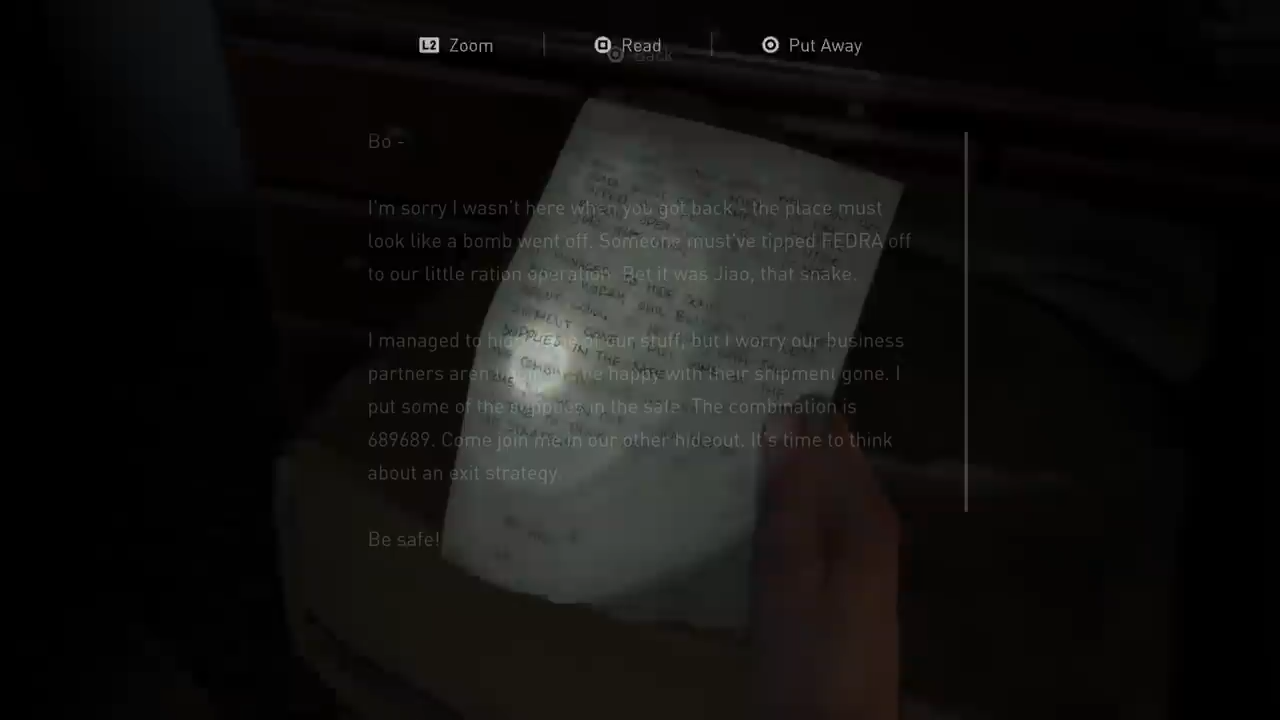 L2 Zoom
Read
Put Away
Back
Bo -
I'm sorry I wasn't here when you got back - the place must
look like a bomb went off. Someone must've tipped FEDRA off
to our little ration operation. Bet it was Jiao, that snake.
I managed to hide some of our stuff, but I worry our business
partners aren't gonna be happy with their shipment gone. I
put some of the supplies in the safe. The combination is
689689. Come join me in our other hideout. It's time to think
about an exit strategy.
Be safe!